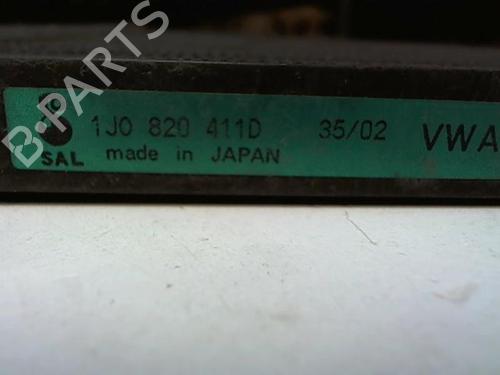 B-PARTS
1J0 820 411D 35/02 VWA
SAL made in JAPAN